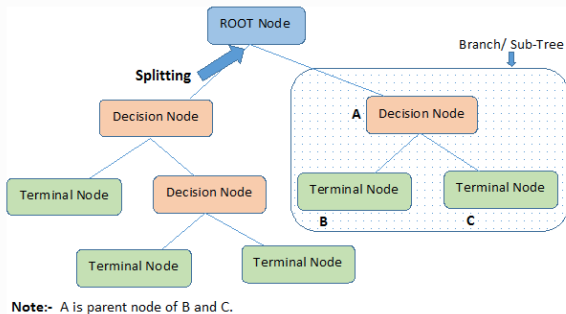 ROOT Node
Branch/ Sub-Tree
Splitting
Decision Node
A
Decision Node
Terminal Node
Decision Node
Terminal Node
Terminal Node
B
C
Terminal Node
Terminal Node
Note:- A is parent node of B and C.